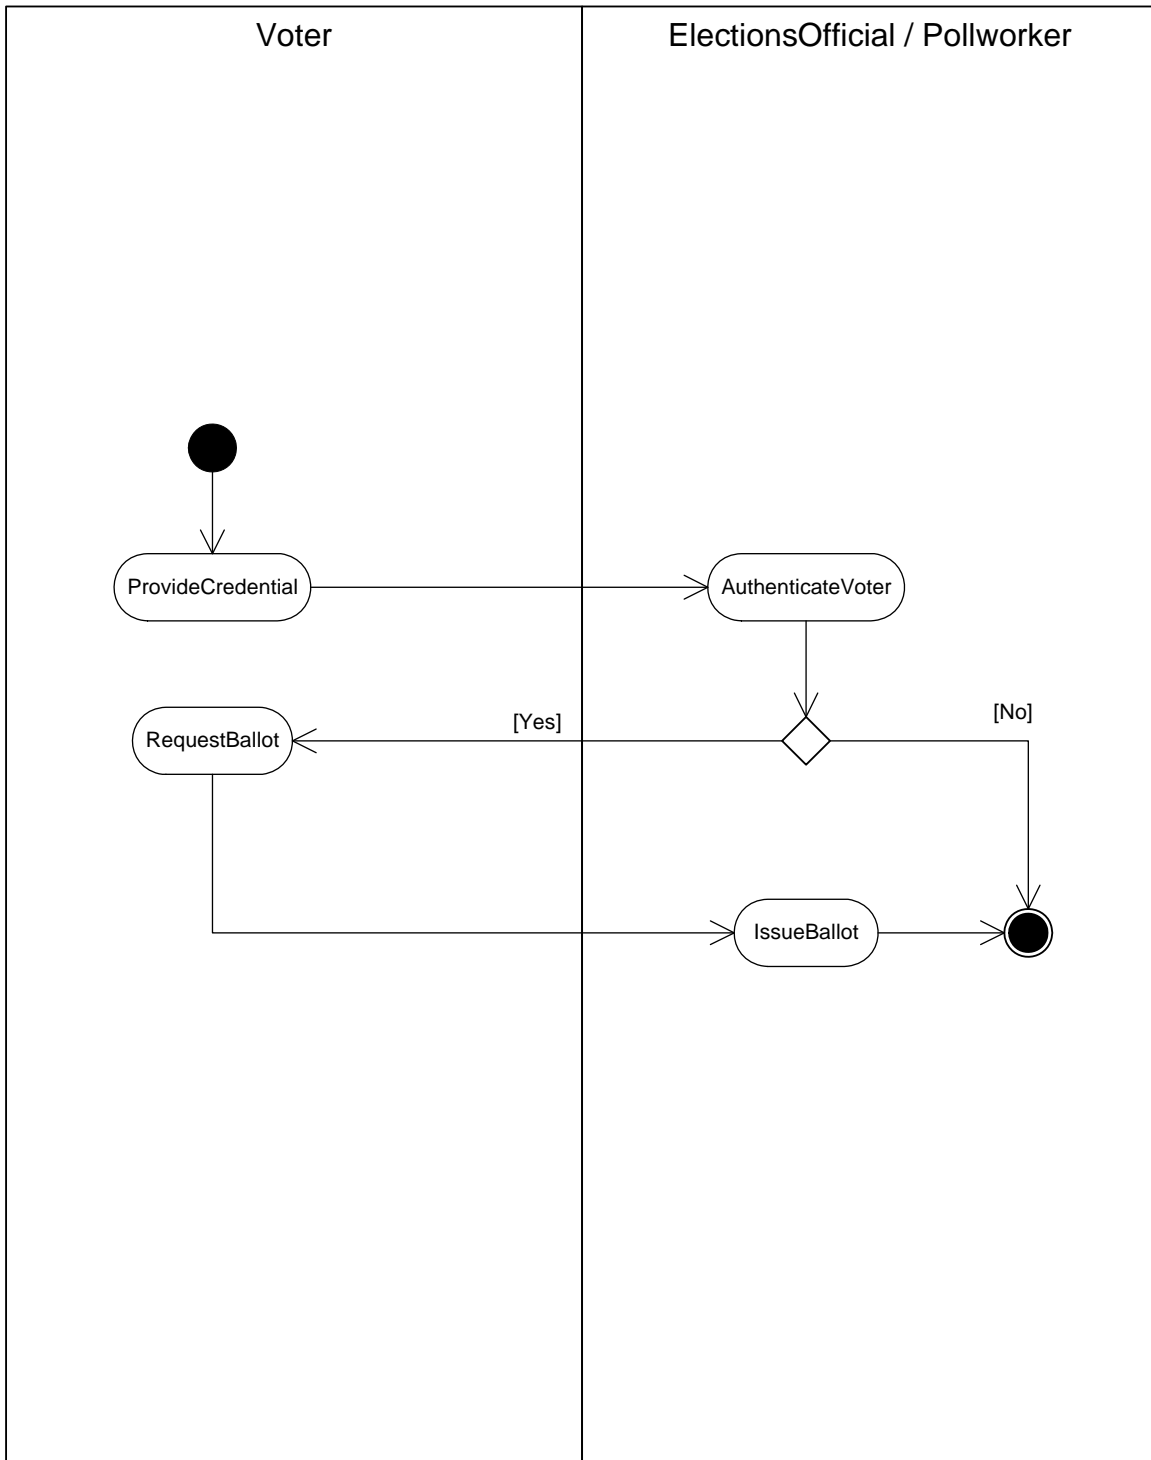 Voter
ElectionsOfficial / Pollworker
ProvideCredential
AuthenticateVoter
[Yes]
[No]
RequestBallot
IssueBallot